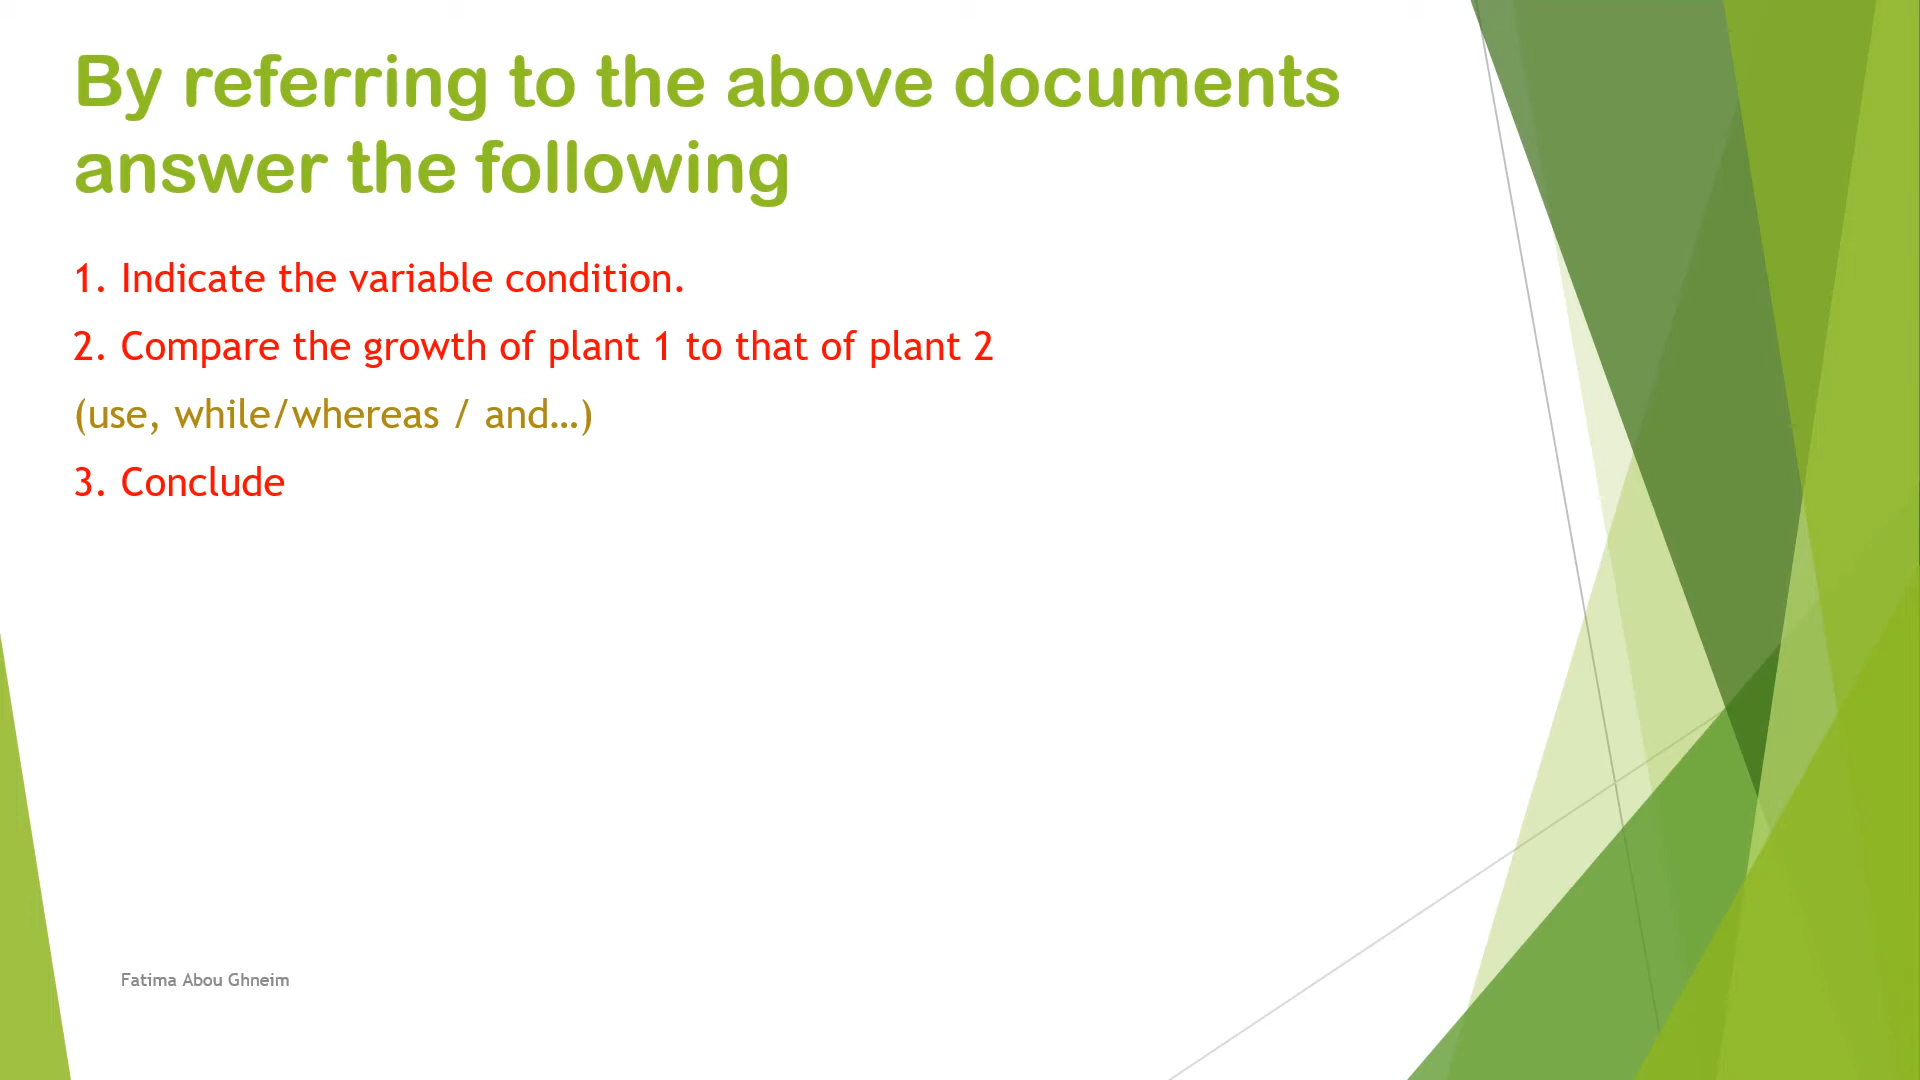 By referring to the above documents
answer the following
1. Indicate the variable condition.
2. Compare the growth of plant 1 to that of plant 2
(use, while/whereas / and…)
3. Conclude
Fatima Abou Ghneim